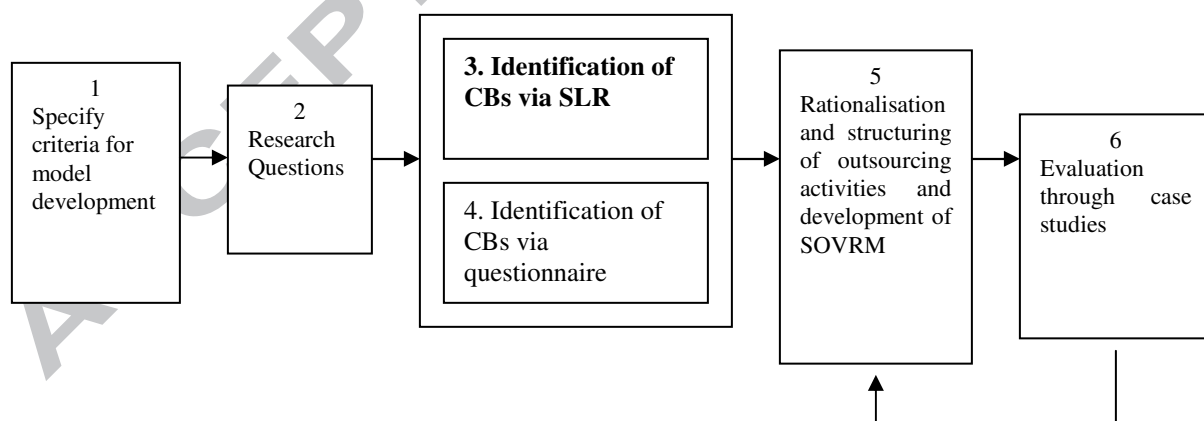 1
Specify
criteria for
model
development
2
Research
Questions
3. Identification of
CBs via SLR
4. Identification of
CBs via
questionnaire
5
Rationalisation
and structuring
of outsourcing
activities and
development of
SOVRM
6
Evaluation
through case
studies